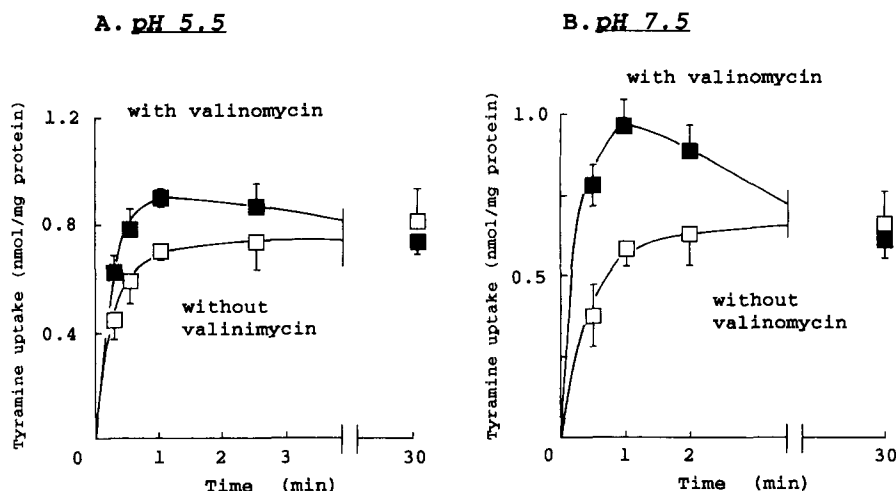 A. pH 5.5
Tyramine uptake (nmol/mg protein)
1.2
0.8
0.4
with valinomycin
without
valinimycin
0
1
2
3
30
Time (min)
B. pH 7.5
Tyramine uptake (nmol/mg protein)
1.0
0.5
with valinomycin
without
valinomycin
0
1
2
30
Time (min)